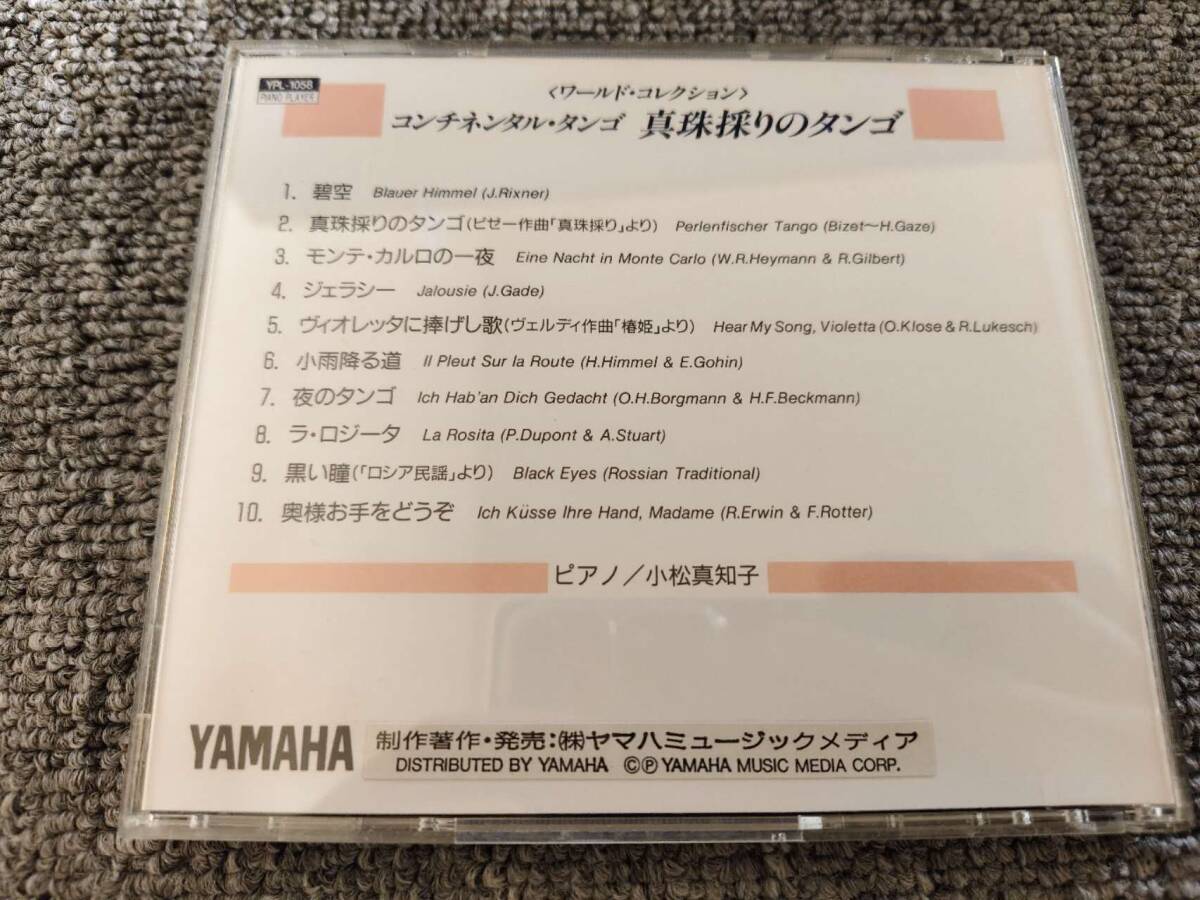 YPL-1058
PIANO PLAYER
〈ワールド・コレクション〉
コンチネンタル・タンゴ 真珠採りのタンゴ
1. 碧空 Blauer Himmel (J.Rixner)
2. 真珠採りのタンゴ(ビゼー作曲「真珠採り」より) Perlenfischer Tango (Bizet〜H.Gaze)
3. モンテ・カルロの一夜 Eine Nacht in Monte Carlo (W.R.Heymann & R.Gilbert)
4. ジェラシー Jalousie (J.Gade)
5. ヴィオレッタに捧げし歌(ヴェルディ作曲「椿姫」より) Hear My Song, Violetta (O.Klose & R.Lukesch)
6. 小雨降る道 Il Pleut Sur la Route (H.Himmel & E.Gohin)
7. 夜のタンゴ Ich Hab'an Dich Gedacht (O.H.Borgmann & H.F.Beckmann)
8. ラ・ロジータ La Rosita (P.Dupont & A.Stuart)
9. 黒い瞳(「ロシア民謡」より) Black Eyes (Rossian Traditional)
10. 奥様お手をどうぞ Ich Küsse Ihre Hand, Madame (R.Erwin & F.Rotter)
ピアノ/小松真知子
YAMAHA 制作著作・発売:(株)ヤマハミュージックメディア
DISTRIBUTED BY YAMAHA ©℗ YAMAHA MUSIC MEDIA CORP.